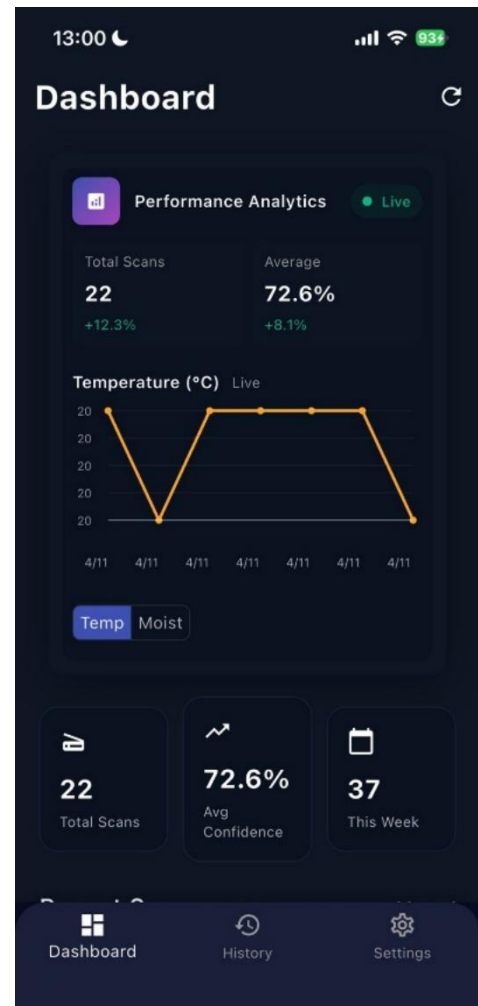 13:00 93
Dashboard
Performance Analytics Live
Total Scans Average
22 72.6%
+12.3% +8.1%
Temperature (°C) Live
20
20
20
20
20
4/11 4/11 4/11 4/11 4/11 4/11 4/11
Temp Moist
22 72.6% 37
Total Scans Avg Confidence This Week
Dashboard History Settings